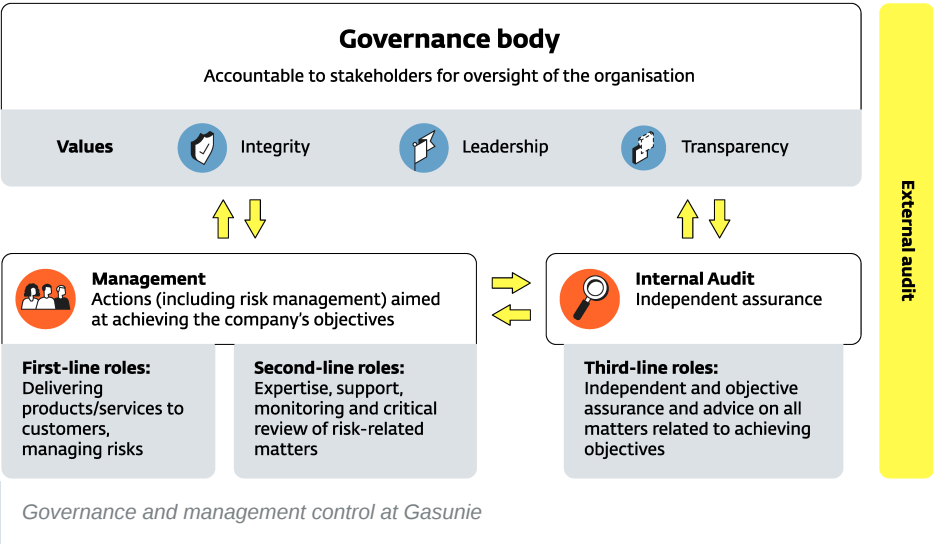 Governance body
Accountable to stakeholders for oversight of the organisation
Values
Integrity
Leadership
Transparency
Management
Actions (including risk management) aimed
at achieving the company’s objectives
Internal Audit
Independent assurance
First-line roles:
Delivering
products/services to
customers,
managing risks
Second-line roles:
Expertise, support,
monitoring and critical
review of risk-related
matters
Third-line roles:
Independent and objective
assurance and advice on all
matters related to achieving
objectives
External audit
Governance and management control at Gasunie